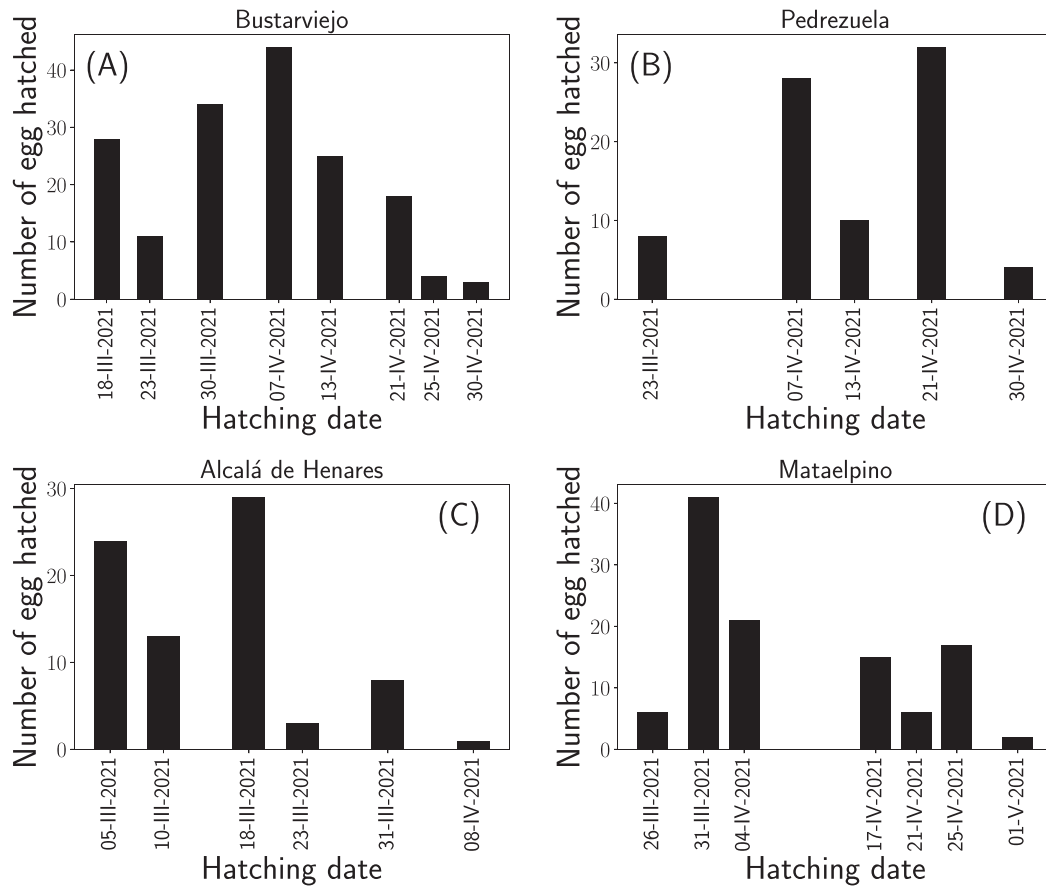 Bustarviejo
(A)
Number of egg hatched
40
30
20
10
0
18-III-2021
23-III-2021
30-III-2021
07-IV-2021
13-IV-2021
21-IV-2021
25-IV-2021
30-IV-2021
Hatching date
Pedrezuela
(B)
Number of egg hatched
30
20
10
0
23-III-2021
07-IV-2021
13-IV-2021
21-IV-2021
30-IV-2021
Hatching date
Alcalá de Henares
(C)
Number of egg hatched
30
20
10
0
05-III-2021
10-III-2021
18-III-2021
23-III-2021
31-III-2021
08-IV-2021
Hatching date
Mataelpino
(D)
Number of egg hatched
40
30
20
10
0
26-III-2021
31-III-2021
04-IV-2021
17-IV-2021
21-IV-2021
25-IV-2021
01-V-2021
Hatching date